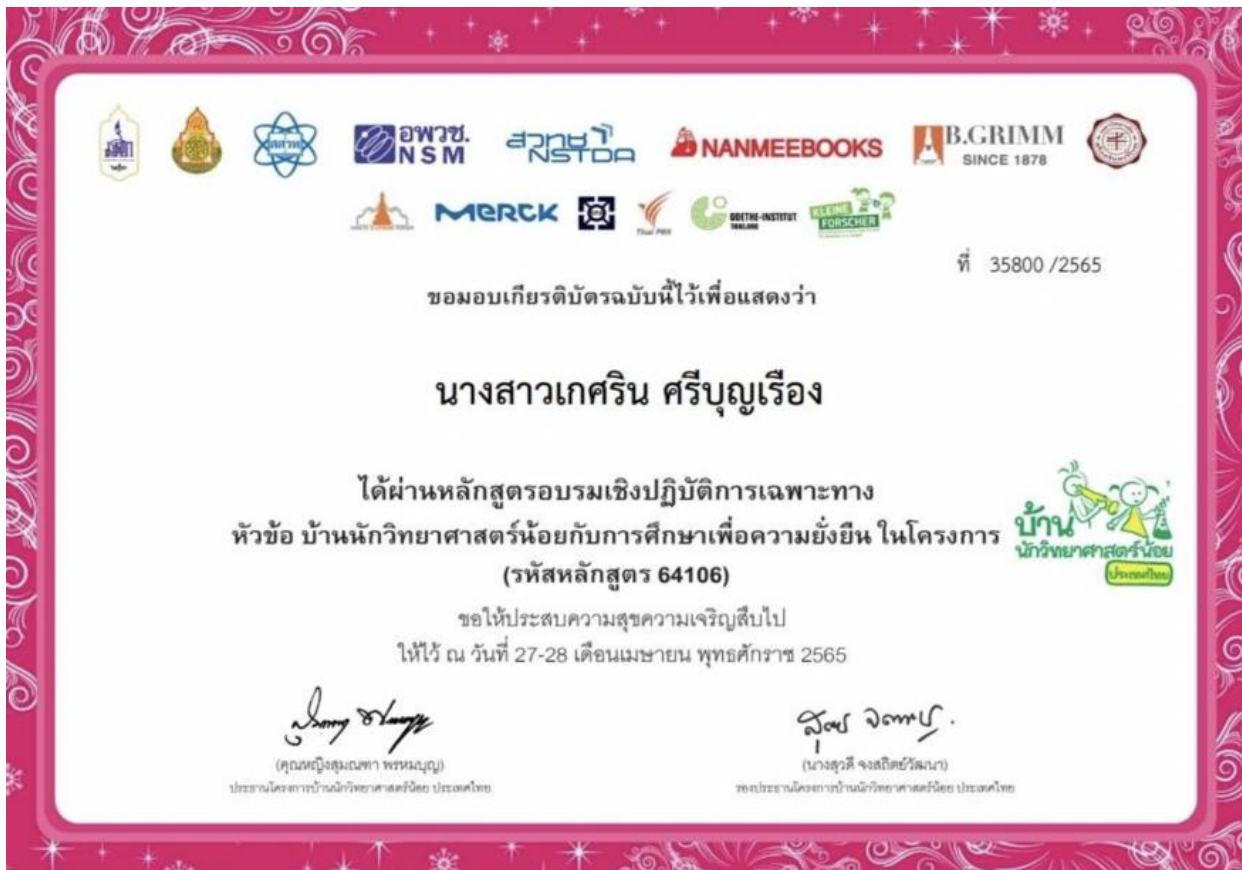 สสวท
อพวช.
NSM
สวทช
NSTDA
NANMEEBOOKS
B.GRIMM
SINCE 1878
MERCK
Thai PBS
GOETHE-INSTITUT
THAILAND
KLEINE
FORSCHER
ที่ 35800 /2565
ขอมอบเกียรติบัตรฉบับนี้ไว้เพื่อแสดงว่า
นางสาวเกศริน ศรีบุญเรือง
ได้ผ่านหลักสูตรอบรมเชิงปฏิบัติการเฉพาะทาง
หัวข้อ บ้านนักวิทยาศาสตร์น้อยกับการศึกษาเพื่อความยั่งยืน ในโครงการ
(รหัสหลักสูตร 64106)
บ้าน
นักวิทยาศาสตร์น้อย
ประเทศไทย
ขอให้ประสบความสุขความเจริญสืบไป
ให้ไว้ ณ วันที่ 27-28 เดือนเมษายน พุทธศักราช 2565
(คุณหญิงสุมณฑา พรหมบุญ)
ประธานโครงการบ้านนักวิทยาศาสตร์น้อย ประเทศไทย
(นางสุวดี จงสถิตย์วัฒนา)
รองประธานโครงการบ้านนักวิทยาศาสตร์น้อย ประเทศไทย